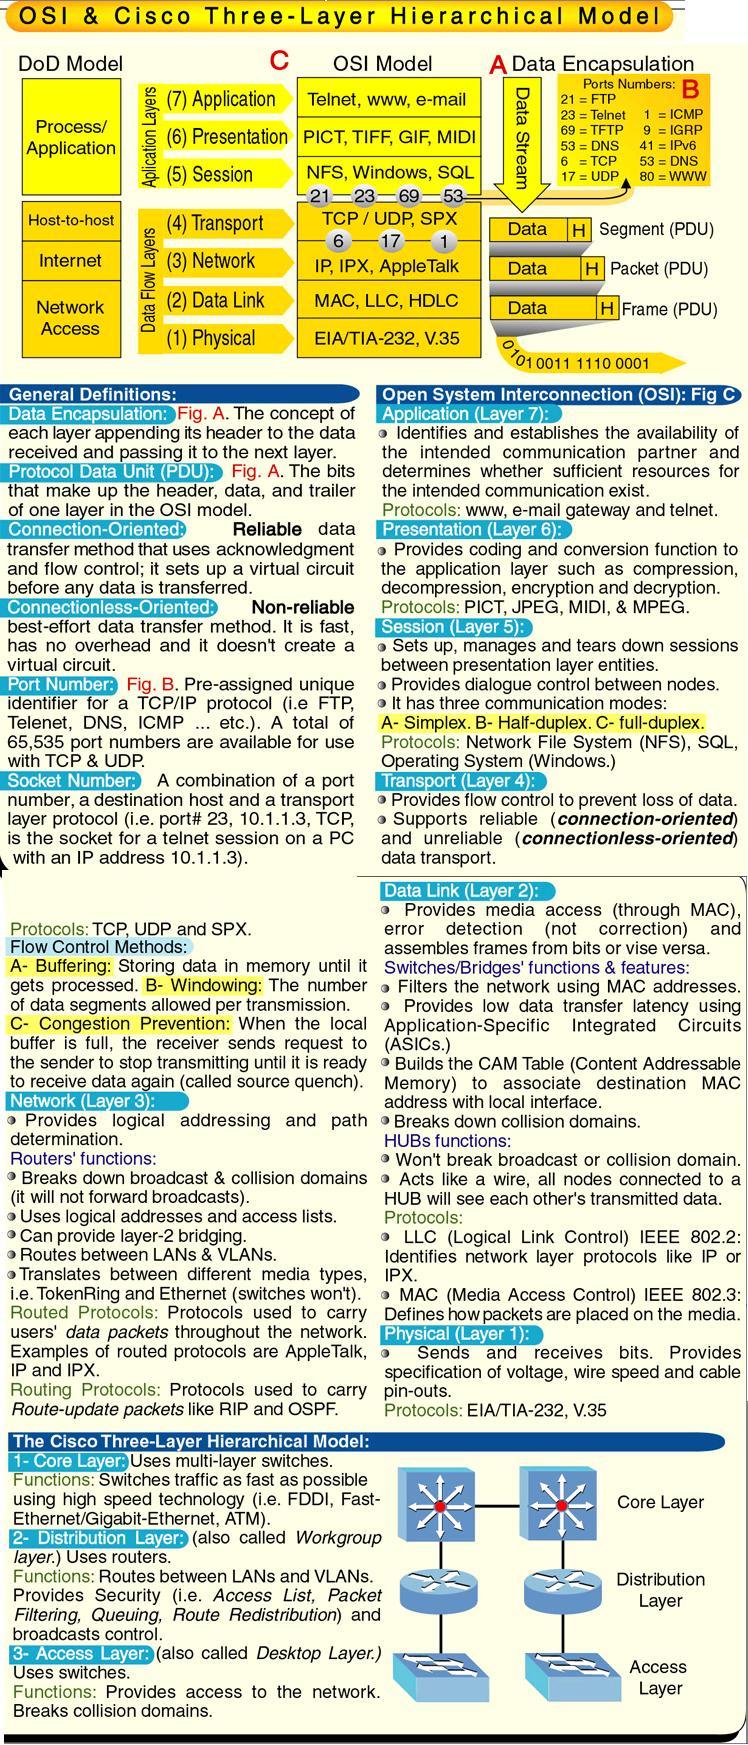 OSI & Cisco Three-Layer Hierarchical Model
DoD Model
C
OSI Model
A
Data Encapsulation
Process/
Application
Host-to-host
Internet
Network
Access
Application Layers
Data Flow Layers
(7) Application
(6) Presentation
(5) Session
(4) Transport
(3) Network
(2) Data Link
(1) Physical
Telnet, www, e-mail
PICT, TIFF, GIF, MIDI
NFS, Windows, SQL
21 23 69 53
TCP / UDP, SPX
6 17 1
IP, IPX, AppleTalk
MAC, LLC, HDLC
EIA/TIA-232, V.35
Data Stream
Ports Numbers:
B
21 = FTP
23 = Telnet 1 = ICMP
69 = TFTP 9 = IGRP
53 = DNS 41 = IPv6
6 = TCP 53 = DNS
17 = UDP 80 = WWW
Data H Segment (PDU)
Data H Packet (PDU)
Data H Frame (PDU)
0101 0011 1110 0001
General Definitions:
Data Encapsulation: Fig. A. The concept of
each layer appending its header to the data
received and passing it to the next layer.
Protocol Data Unit (PDU): Fig. A. The bits
that make up the header, data, and trailer
of one layer in the OSI model.
Connection-Oriented: Reliable data
transfer method that uses acknowledgment
and flow control; it sets up a virtual circuit
before any data is transferred.
Connectionless-Oriented: Non-reliable
best-effort data transfer method. It is fast,
has no overhead and it doesn't create a
virtual circuit.
Port Number: Fig. B. Pre-assigned unique
identifier for a TCP/IP protocol (i.e FTP,
Telenet, DNS, ICMP ... etc.). A total of
65,535 port numbers are available for use
with TCP & UDP.
Socket Number: A combination of a port
number, a destination host and a transport
layer protocol (i.e. port# 23, 10.1.1.3, TCP,
is the socket for a telnet session on a PC
with an IP address 10.1.1.3).
Open System Interconnection (OSI): Fig C
Application (Layer 7):
Identifies and establishes the availability of
the intended communication partner and
determines whether sufficient resources for
the intended communication exist.
Protocols: www, e-mail gateway and telnet.
Presentation (Layer 6):
Provides coding and conversion function to
the application layer such as compression,
decompression, encryption and decryption.
Protocols: PICT, JPEG, MIDI, & MPEG.
Session (Layer 5):
Sets up, manages and tears down sessions
between presentation layer entities.
Provides dialogue control between nodes.
It has three communication modes:
A- Simplex. B- Half-duplex. C- full-duplex.
Protocols: Network File System (NFS), SQL,
Operating System (Windows.)
Transport (Layer 4):
Provides flow control to prevent loss of data.
Supports reliable (connection-oriented)
and unreliable (connectionless-oriented)
data transport.
Protocols: TCP, UDP and SPX.
Flow Control Methods:
A- Buffering: Storing data in memory until it
gets processed. B- Windowing: The number
of data segments allowed per transmission.
C- Congestion Prevention: When the local
buffer is full, the receiver sends request to
the sender to stop transmitting until it is ready
to receive data again (called source quench).
Network (Layer 3):
Provides logical addressing and path
determination.
Routers' functions:
Breaks down broadcast & collision domains
(it will not forward broadcasts).
Uses logical addresses and access lists.
Can provide layer-2 bridging.
Routes between LANs & VLANs.
Translates between different media types,
i.e. TokenRing and Ethernet (switches won't).
Routed Protocols: Protocols used to carry
users' data packets throughout the network.
Examples of routed protocols are AppleTalk,
IP and IPX.
Routing Protocols: Protocols used to carry
Route-update packets like RIP and OSPF.
Data Link (Layer 2):
Provides media access (through MAC),
error detection (not correction) and
assembles frames from bits or vise versa.
Switches/Bridges' functions & features:
Filters the network using MAC addresses.
Provides low data transfer latency using
Application-Specific Integrated Circuits
(ASICs.)
Builds the CAM Table (Content Addressable
Memory) to associate destination MAC
address with local interface.
Breaks down collision domains.
HUBs functions:
Won't break broadcast or collision domain.
Acts like a wire, all nodes connected to a
HUB will see each other's transmitted data.
Protocols:
LLC (Logical Link Control) IEEE 802.2:
Identifies network layer protocols like IP or
IPX.
MAC (Media Access Control) IEEE 802.3:
Defines how packets are placed on the media.
Physical (Layer 1):
Sends and receives bits. Provides
specification of voltage, wire speed and cable
pin-outs.
Protocols: EIA/TIA-232, V.35
The Cisco Three-Layer Hierarchical Model:
1- Core Layer: Uses multi-layer switches.
Functions: Switches traffic as fast as possible
using high speed technology (i.e. FDDI, Fast-
Ethernet/Gigabit-Ethernet, ATM).
2- Distribution Layer: (also called Workgroup
layer.) Uses routers.
Functions: Routes between LANs and VLANs.
Provides Security (i.e. Access List, Packet
Filtering, Queuing, Route Redistribution) and
broadcasts control.
3- Access Layer: (also called Desktop Layer.)
Uses switches.
Functions: Provides access to the network.
Breaks collision domains.
Core Layer
Distribution
Layer
Access
Layer